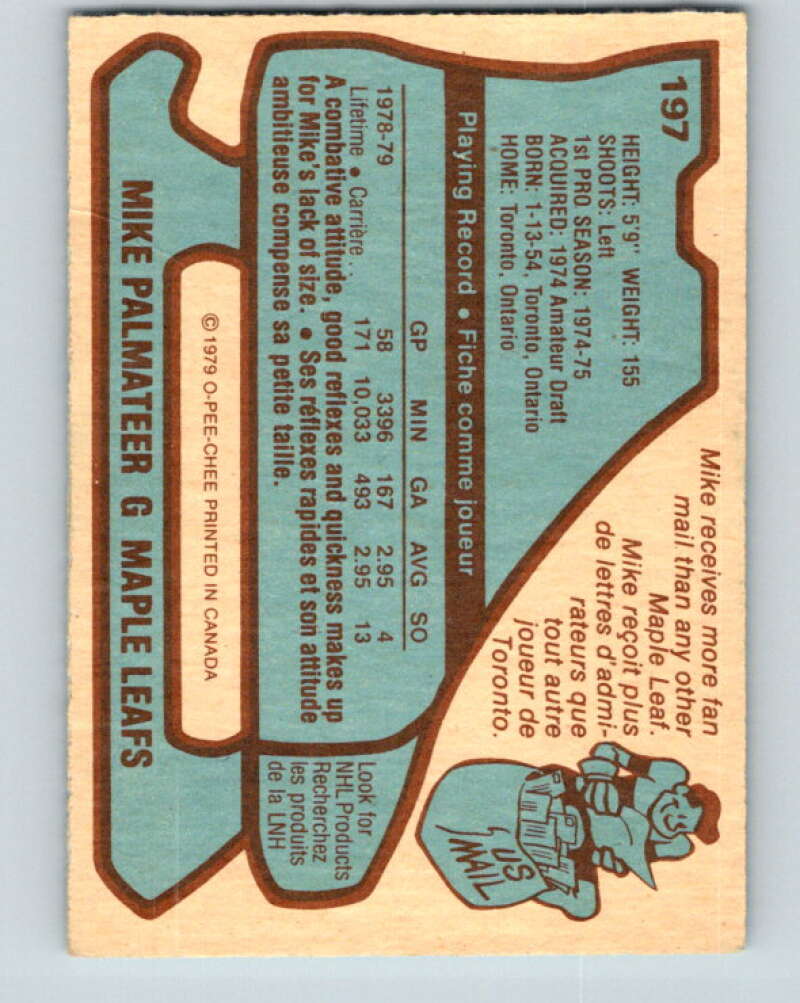 197
HEIGHT: 5'9" WEIGHT: 155
SHOOTS: Left
1st PRO SEASON: 1974-75
ACQUIRED: 1974 Amateur Draft
BORN: 1-13-54, Toronto, Ontario
HOME: Toronto, Ontario
Mike receives more fan
mail than any other
Maple Leaf.
Mike reçoit plus
de lettres d'admi-
rateurs que
tout autre
joueur de
Toronto.
US
MAIL
Playing Record • Fiche comme joueur
GP MIN GA AVG SO
1978-79 58 3396 167 2.95 4
Lifetime • Carrière . . 171 10,033 493 2.95 13
A combative attitude, good reflexes and quickness makes up
for Mike's lack of size. • Ses réflexes rapides et son attitude
ambitieuse compense sa petite taille.
Look for
NHL Products
Recherchez
les produits
de la LNH
© 1979 O-PEE-CHEE PRINTED IN CANADA
MIKE PALMATEER G MAPLE LEAFS